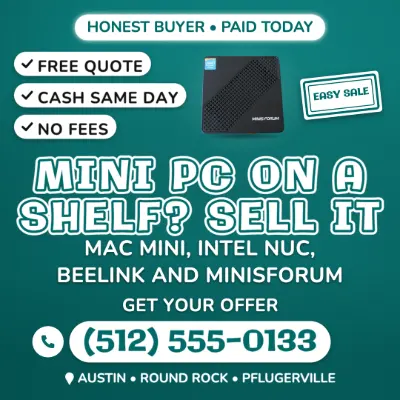 HONEST BUYER • PAID TODAY
FREE QUOTE
CASH SAME DAY
NO FEES
MINISFORUM
EASY SALE
MINI PC ON A
SHELF? SELL IT
MAC MINI, INTEL NUC,
BEELINK AND MINISFORUM
GET YOUR OFFER
(512) 555-0133
AUSTIN • ROUND ROCK • PFLUGERVILLE